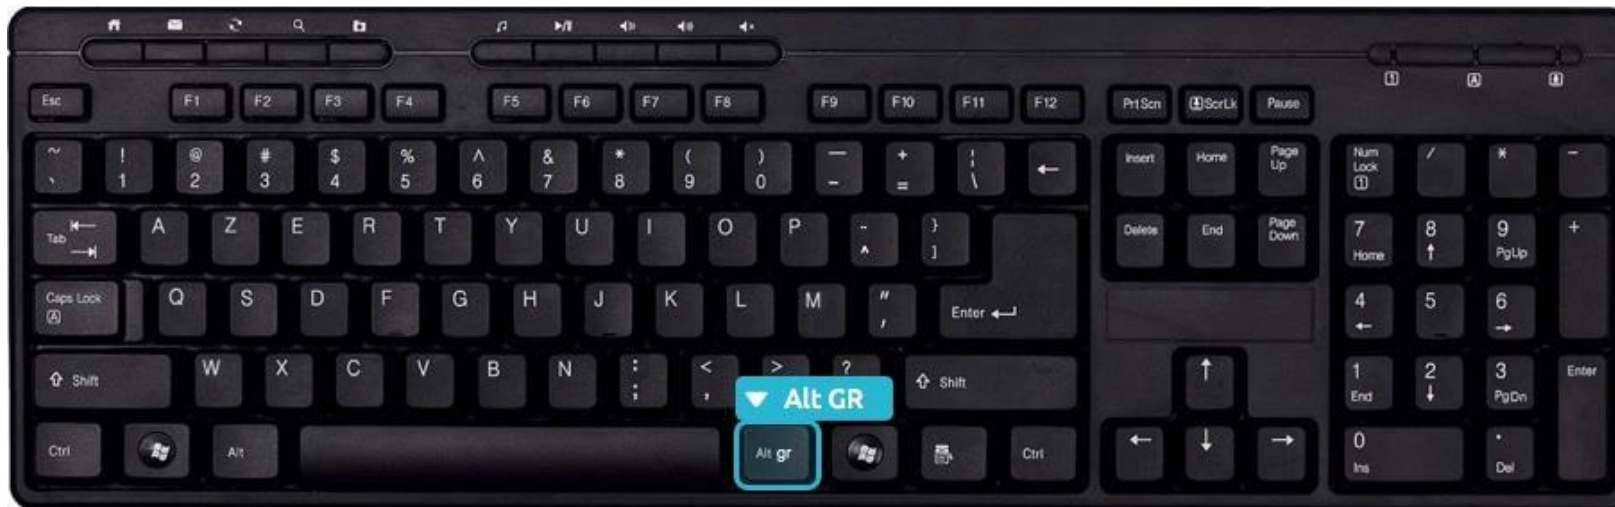 1 A
Esc F1 F2 F3 F4 F5 F6 F7 F8 F9 F10 F11 F12 PrtScn ScrLk Pause
~ ! @ # $ % ^ & * ( ) — + ¦
` 1 2 3 4 5 6 7 8 9 0 - = \
Insert Home Page Up
Num Lock 1 / * -
Tab A Z E R T Y U I O P ¨ ^ } ]
Delete End Page Down
7 Home 8 9 PgUp +
Caps Lock A Q S D F G H J K L M " ' Enter
4 5 6
Shift W X C V B N : ; < , > ? Shift
1 End 2 3 PgDn Enter
Alt GR
Ctrl Alt Alt gr Ctrl
0 Ins . Del